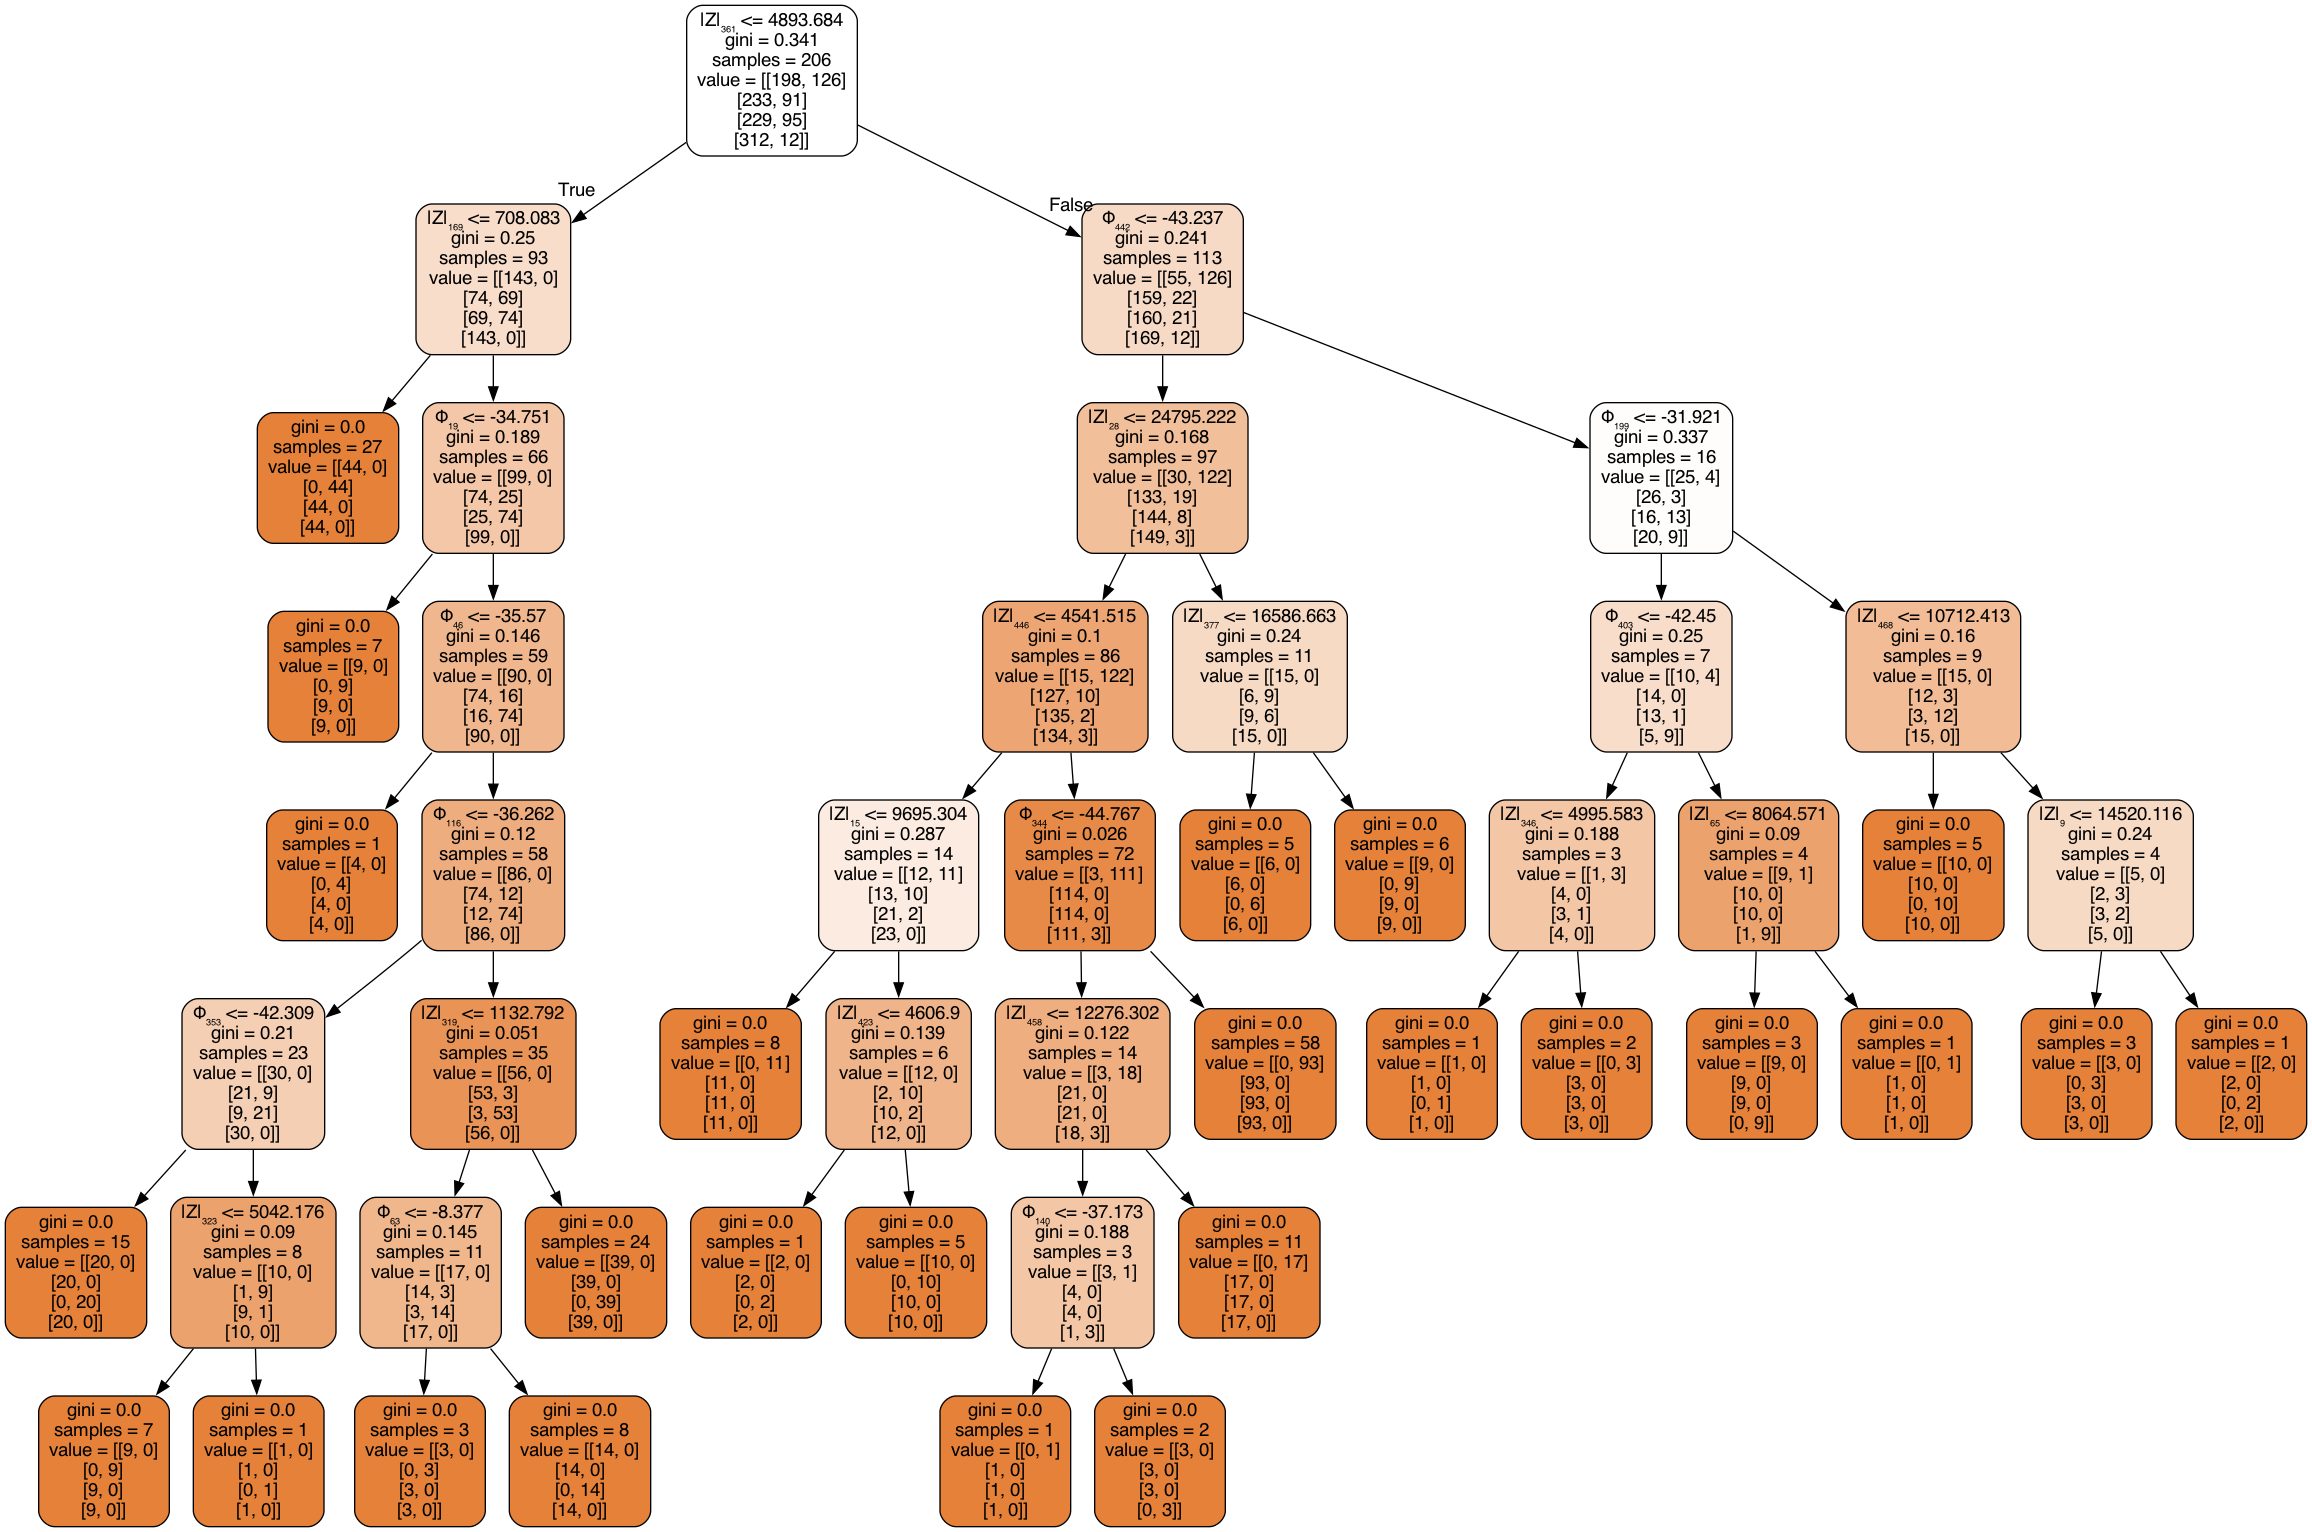 |Z|₃₆₁ <= 4893.684
gini = 0.341
samples = 206
value = [[198, 126]
[233, 91]
[229, 95]
[312, 12]]
True
False
|Z|₁₆₉ <= 708.083
gini = 0.25
samples = 93
value = [[143, 0]
[74, 69]
[69, 74]
[143, 0]]
Φ₄₄₂ <= -43.237
gini = 0.241
samples = 113
value = [[55, 126]
[159, 22]
[160, 21]
[169, 12]]
gini = 0.0
samples = 27
value = [[44, 0]
[0, 44]
[44, 0]
[44, 0]]
Φ₁₉ <= -34.751
gini = 0.189
samples = 66
value = [[99, 0]
[74, 25]
[25, 74]
[99, 0]]
|Z|₂₈ <= 24795.222
gini = 0.168
samples = 97
value = [[30, 122]
[133, 19]
[144, 8]
[149, 3]]
Φ₁₉₉ <= -31.921
gini = 0.337
samples = 16
value = [[25, 4]
[26, 3]
[16, 13]
[20, 9]]
gini = 0.0
samples = 7
value = [[9, 0]
[0, 9]
[9, 0]
[9, 0]]
Φ₄₆ <= -35.57
gini = 0.146
samples = 59
value = [[90, 0]
[74, 16]
[16, 74]
[90, 0]]
|Z|₄₄₆ <= 4541.515
gini = 0.1
samples = 86
value = [[15, 122]
[127, 10]
[135, 2]
[134, 3]]
|Z|₃₇₇ <= 16586.663
gini = 0.24
samples = 11
value = [[15, 0]
[6, 9]
[9, 6]
[15, 0]]
Φ₄₀₃ <= -42.45
gini = 0.25
samples = 7
value = [[10, 4]
[14, 0]
[13, 1]
[5, 9]]
|Z|₄₆₈ <= 10712.413
gini = 0.16
samples = 9
value = [[15, 0]
[12, 3]
[3, 12]
[15, 0]]
gini = 0.0
samples = 1
value = [[4, 0]
[0, 4]
[4, 0]
[4, 0]]
Φ₁₁₆ <= -36.262
gini = 0.12
samples = 58
value = [[86, 0]
[74, 12]
[12, 74]
[86, 0]]
|Z|₁₅ <= 9695.304
gini = 0.287
samples = 14
value = [[12, 11]
[13, 10]
[21, 2]
[23, 0]]
Φ₃₄₄ <= -44.767
gini = 0.026
samples = 72
value = [[3, 111]
[114, 0]
[114, 0]
[111, 3]]
gini = 0.0
samples = 5
value = [[6, 0]
[6, 0]
[0, 6]
[6, 0]]
gini = 0.0
samples = 6
value = [[9, 0]
[0, 9]
[9, 0]
[9, 0]]
|Z|₃₄₆ <= 4995.583
gini = 0.188
samples = 3
value = [[1, 3]
[4, 0]
[3, 1]
[4, 0]]
|Z|₆₅ <= 8064.571
gini = 0.09
samples = 4
value = [[9, 1]
[10, 0]
[10, 0]
[1, 9]]
gini = 0.0
samples = 5
value = [[10, 0]
[10, 0]
[0, 10]
[10, 0]]
|Z|₉ <= 14520.116
gini = 0.24
samples = 4
value = [[5, 0]
[2, 3]
[3, 2]
[5, 0]]
Φ₃₅₃ <= -42.309
gini = 0.21
samples = 23
value = [[30, 0]
[21, 9]
[9, 21]
[30, 0]]
|Z|₃₁₉ <= 1132.792
gini = 0.051
samples = 35
value = [[56, 0]
[53, 3]
[3, 53]
[56, 0]]
gini = 0.0
samples = 8
value = [[0, 11]
[11, 0]
[11, 0]
[11, 0]]
|Z|₄₂₃ <= 4606.9
gini = 0.139
samples = 6
value = [[12, 0]
[2, 10]
[10, 2]
[12, 0]]
|Z|₄₅₈ <= 12276.302
gini = 0.122
samples = 14
value = [[3, 18]
[21, 0]
[21, 0]
[18, 3]]
gini = 0.0
samples = 58
value = [[0, 93]
[93, 0]
[93, 0]
[93, 0]]
gini = 0.0
samples = 1
value = [[1, 0]
[1, 0]
[0, 1]
[1, 0]]
gini = 0.0
samples = 2
value = [[0, 3]
[3, 0]
[3, 0]
[3, 0]]
gini = 0.0
samples = 3
value = [[9, 0]
[9, 0]
[9, 0]
[0, 9]]
gini = 0.0
samples = 1
value = [[0, 1]
[1, 0]
[1, 0]
[1, 0]]
gini = 0.0
samples = 3
value = [[3, 0]
[0, 3]
[3, 0]
[3, 0]]
gini = 0.0
samples = 1
value = [[2, 0]
[2, 0]
[0, 2]
[2, 0]]
gini = 0.0
samples = 15
value = [[20, 0]
[20, 0]
[0, 20]
[20, 0]]
|Z|₃₂₃ <= 5042.176
gini = 0.09
samples = 8
value = [[10, 0]
[1, 9]
[9, 1]
[10, 0]]
Φ₆₃ <= -8.377
gini = 0.145
samples = 11
value = [[17, 0]
[14, 3]
[3, 14]
[17, 0]]
gini = 0.0
samples = 24
value = [[39, 0]
[39, 0]
[0, 39]
[39, 0]]
gini = 0.0
samples = 1
value = [[2, 0]
[2, 0]
[0, 2]
[2, 0]]
gini = 0.0
samples = 5
value = [[10, 0]
[0, 10]
[10, 0]
[10, 0]]
Φ₁₄₀ <= -37.173
gini = 0.188
samples = 3
value = [[3, 1]
[4, 0]
[4, 0]
[1, 3]]
gini = 0.0
samples = 11
value = [[0, 17]
[17, 0]
[17, 0]
[17, 0]]
gini = 0.0
samples = 7
value = [[9, 0]
[0, 9]
[9, 0]
[9, 0]]
gini = 0.0
samples = 1
value = [[1, 0]
[1, 0]
[0, 1]
[1, 0]]
gini = 0.0
samples = 3
value = [[3, 0]
[0, 3]
[3, 0]
[3, 0]]
gini = 0.0
samples = 8
value = [[14, 0]
[14, 0]
[0, 14]
[14, 0]]
gini = 0.0
samples = 1
value = [[0, 1]
[1, 0]
[1, 0]
[1, 0]]
gini = 0.0
samples = 2
value = [[3, 0]
[3, 0]
[3, 0]
[0, 3]]